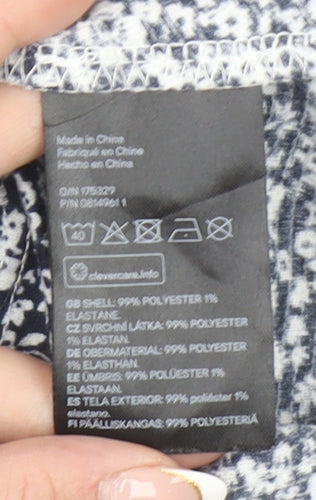 Made in China
Fabriqué en Chine
Hecho en China
O/N 175329
P/N 0814961 1
40
clevercare.info
GB SHELL: 99% POLYESTER 1%
ELASTANE.
CZ SVRCHNÍ LÁTKA: 99% POLYESTER
1% ELASTAN.
DE OBERMATERIAL: 99% POLYESTER
1% ELASTHAN.
EE ÜMBRIS: 99% POLÜESTER 1%
ELASTAAN.
ES TELA EXTERIOR: 99% poliéster 1%
elastano.
FI PÄÄLLISKANGAS: 99% POLYESTERIÄ